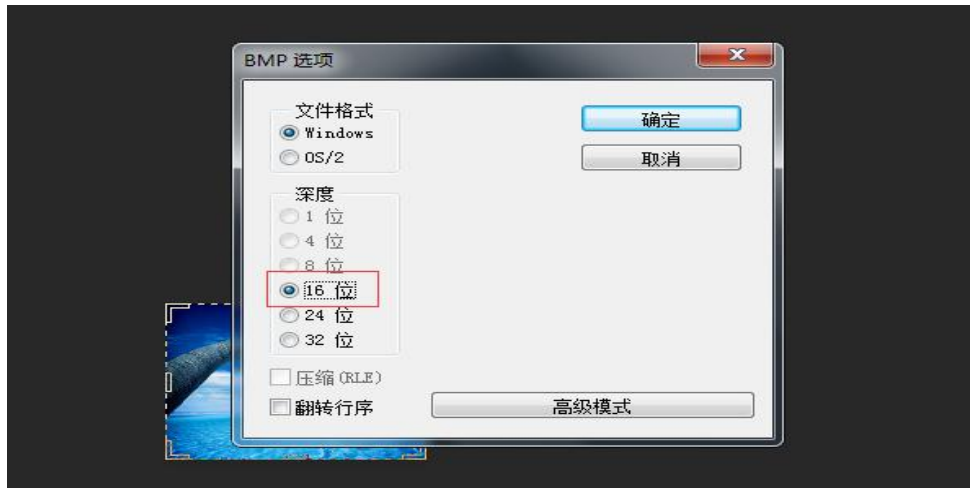 BMP 选项
文件格式
Windows
OS/2
确定
取消
深度
1 位
4 位
8 位
16 位
24 位
32 位
压缩(RLE)
翻转行序
高级模式